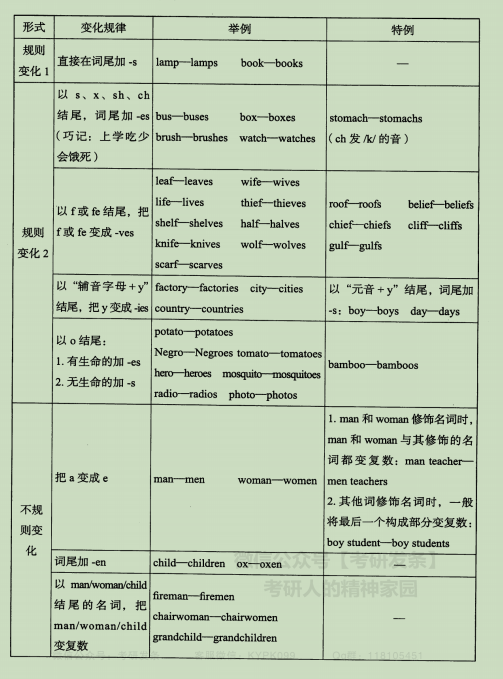 形式 变化规律 举例 特例
规则
变化 1
直接在词尾加 -s
lamp—lamps book—books
—
规则
变化 2
以 s、x、sh、ch
结尾，词尾加 -es
（巧记：上学吃少
会饿死）
bus—buses box—boxes
brush—brushes watch—watches
stomach—stomachs
（ch 发 /k/ 的音）
以 f 或 fe 结尾，把
f 或 fe 变成 -ves
leaf—leaves wife—wives
life—lives thief—thieves
shelf—shelves half—halves
knife—knives wolf—wolves
scarf—scarves
roof—roofs belief—beliefs
chief—chiefs cliff—cliffs
gulf—gulfs
以“辅音字母 + y”
结尾，把 y 变成 -ies
factory—factories city—cities
country—countries
以“元音 + y”结尾，词尾加
-s：boy—boys day—days
以 o 结尾：
1. 有生命的加 -es
2. 无生命的加 -s
potato—potatoes
Negro—Negroes tomato—tomatoes
hero—heroes mosquito—mosquitoes
radio—radios photo—photos
bamboo—bamboos
不规
则变
化
把 a 变成 e
man—men woman—women
1. man 和 woman 修饰名词时，
man 和 woman 与其修饰的名
词都变复数：man teacher—
men teachers
2. 其他词修饰名词时，一般
将最后一个构成部分变复数：
boy student—boy students
词尾加 -en
child—children ox—oxen
—
以 man/woman/child
结尾的名词，把
man/woman/child
变复数
fireman—firemen
chairwoman—chairwomen
grandchild—grandchildren
—
微信公众号【考研发条】
考研人的精神家园